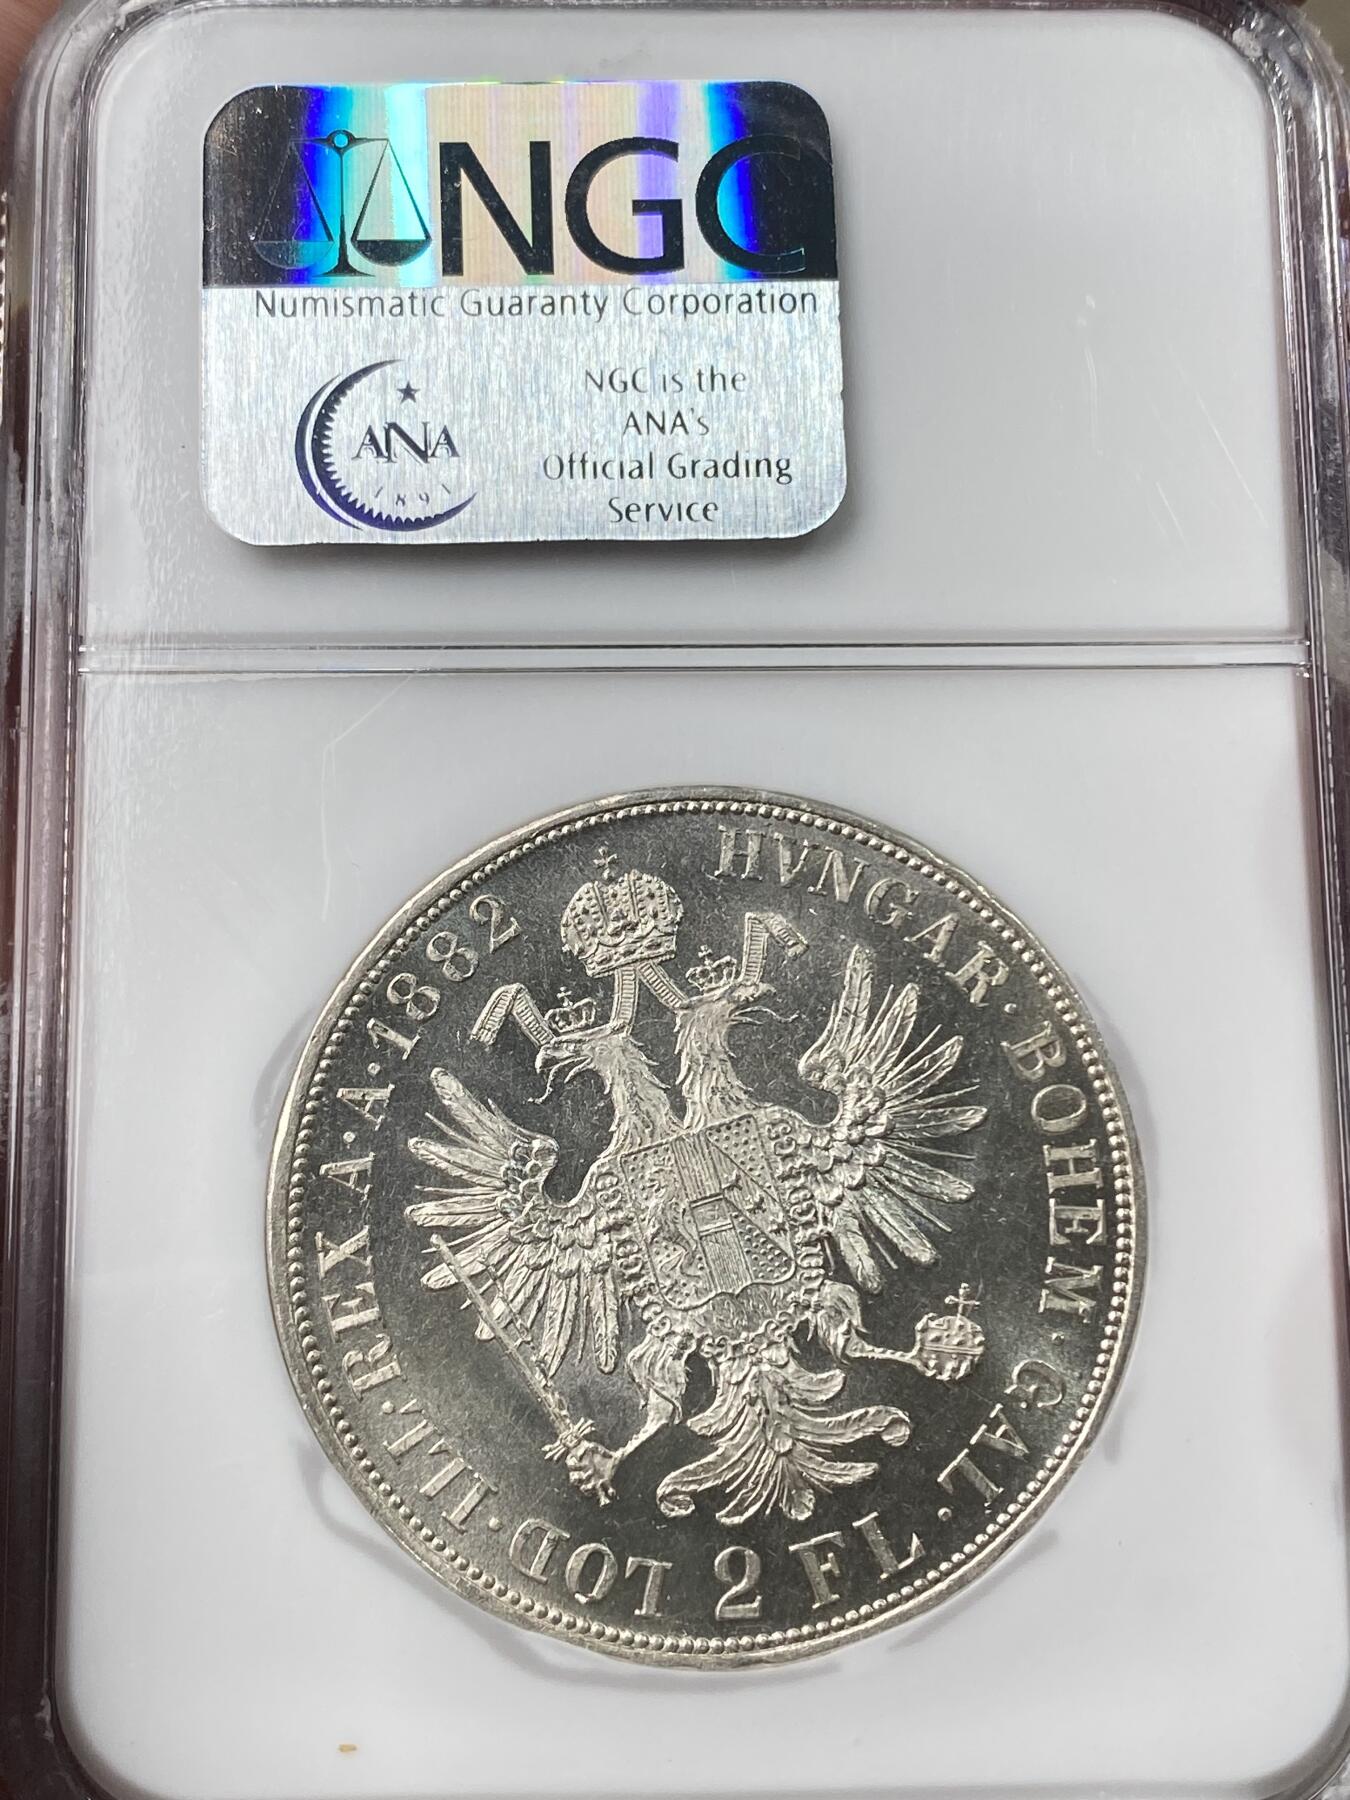 NGC
Numismatic Guaranty Corporation
ANA
1891
NGC is the
ANA's
Official Grading
Service
HVNGAR·BOHEM·GAL·
LOD·ILL·REX A·A·1882
2 FL